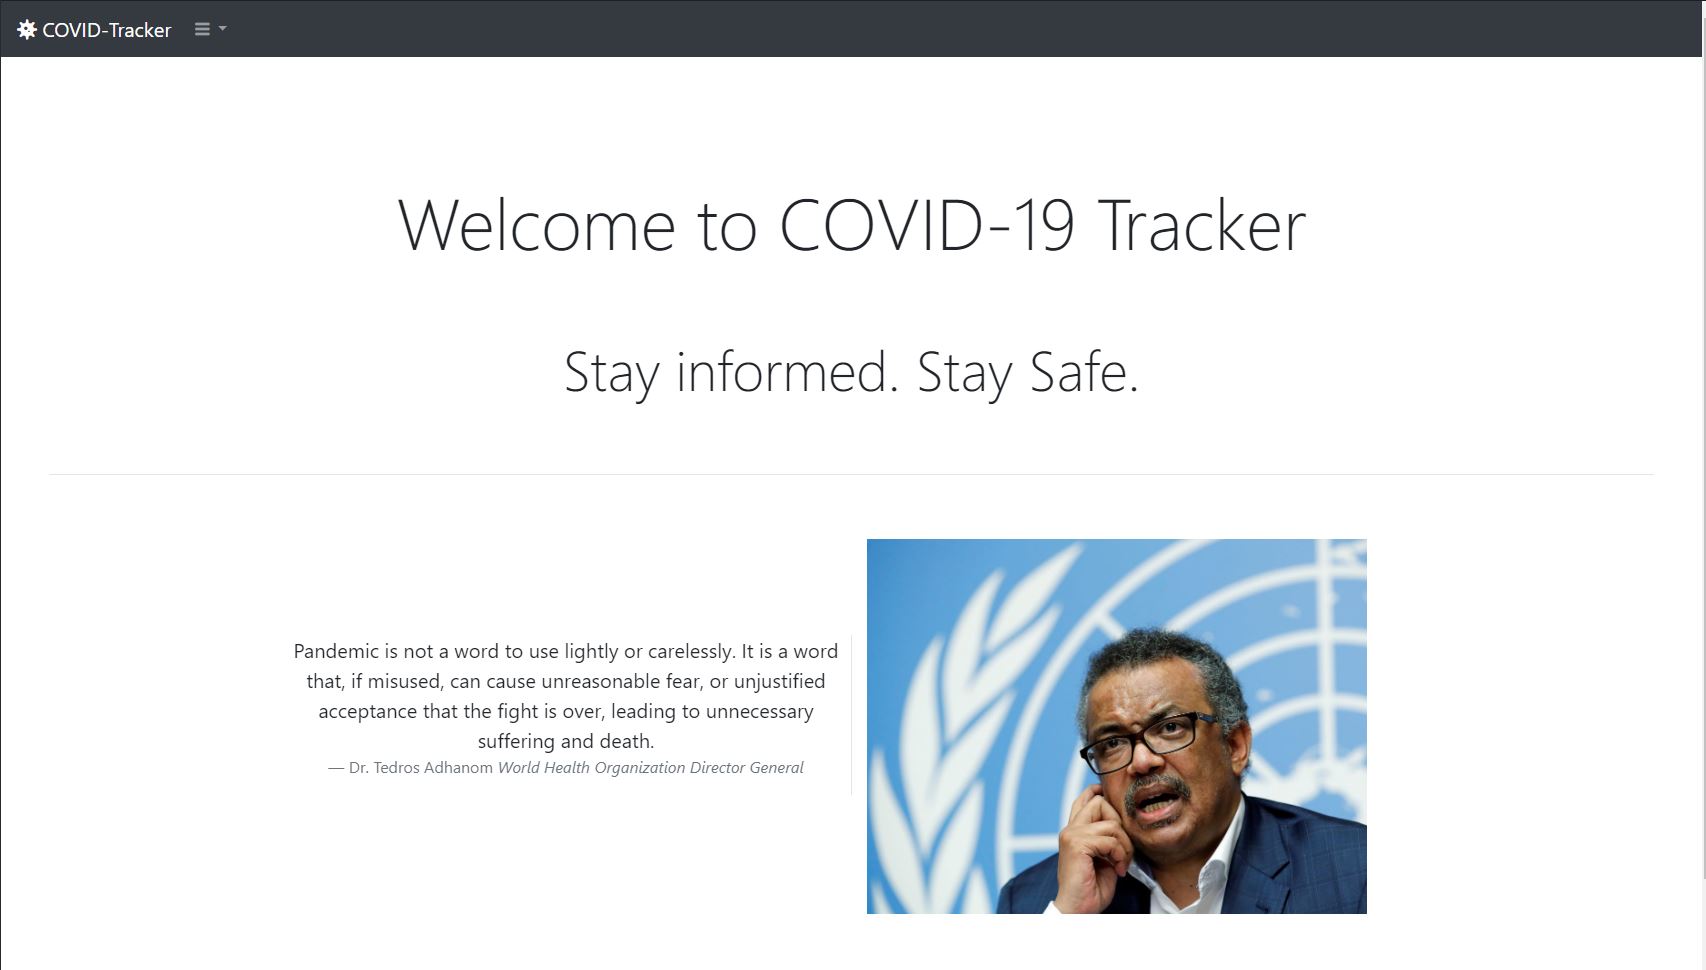 COVID-Tracker
Welcome to COVID-19 Tracker
Stay informed. Stay Safe.
Pandemic is not a word to use lightly or carelessly. It is a word
that, if misused, can cause unreasonable fear, or unjustified
acceptance that the fight is over, leading to unnecessary
suffering and death.
— Dr. Tedros Adhanom World Health Organization Director General